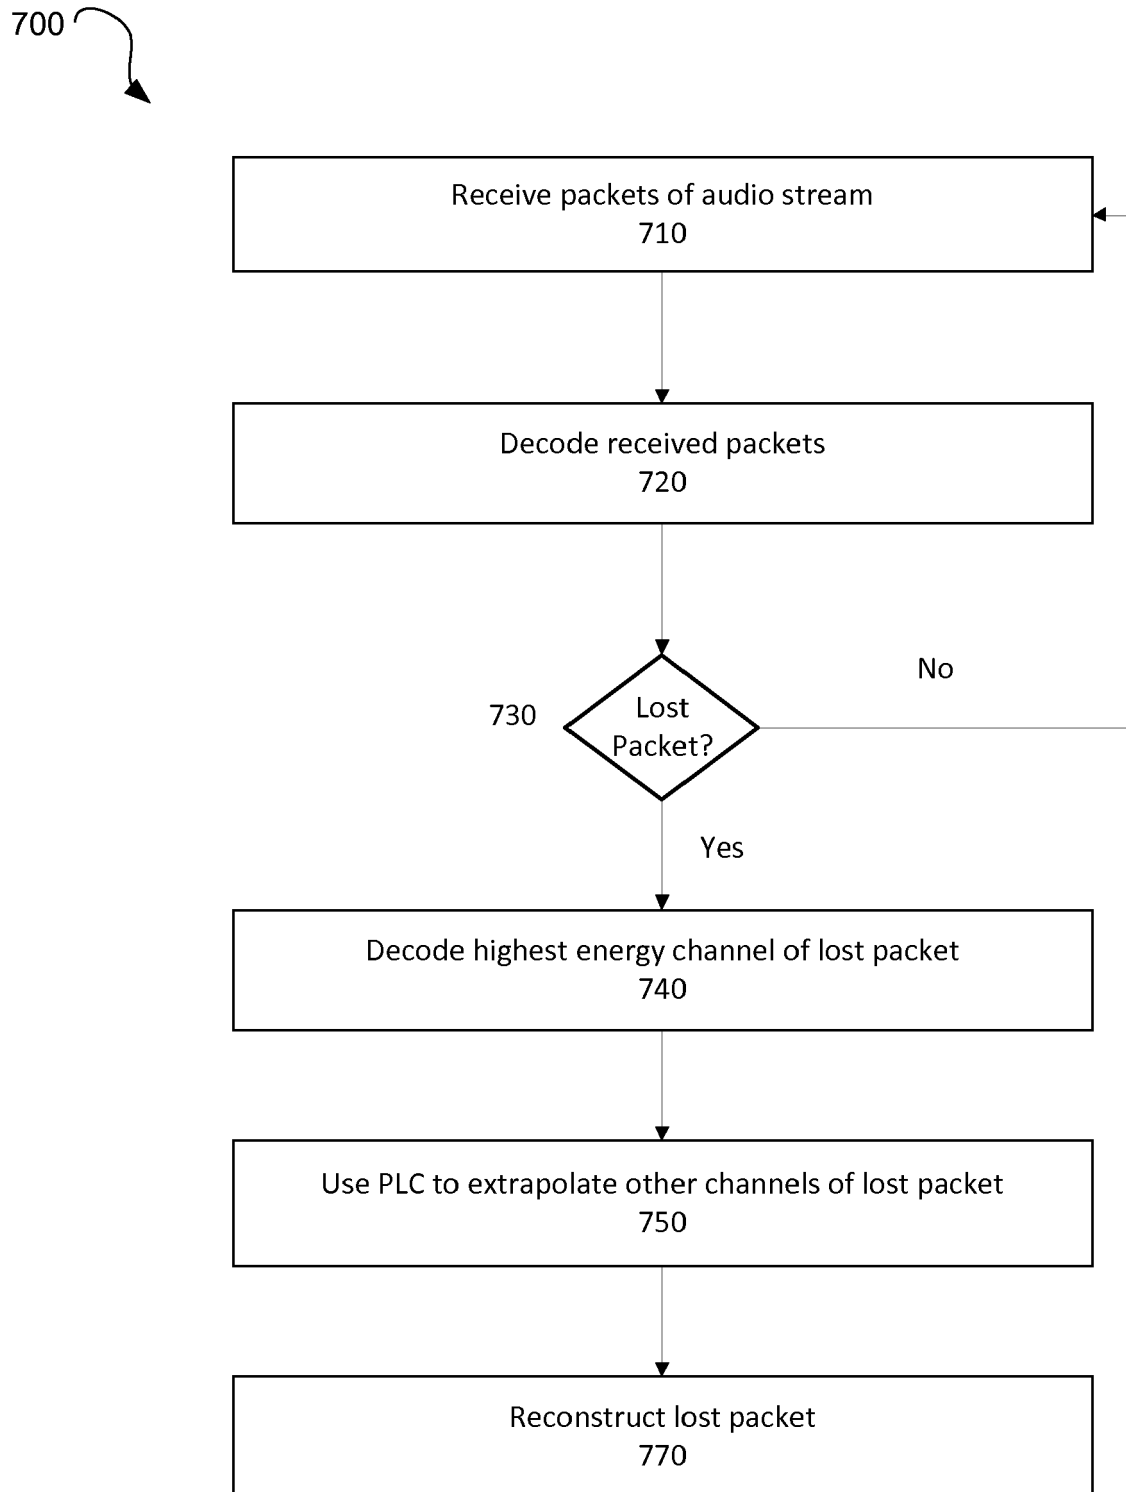 700
Receive packets of audio stream
710
Decode received packets
720
No
730
Lost
Packet?
Yes
Decode highest energy channel of lost packet
740
Use PLC to extrapolate other channels of lost packet
750
Reconstruct lost packet
770